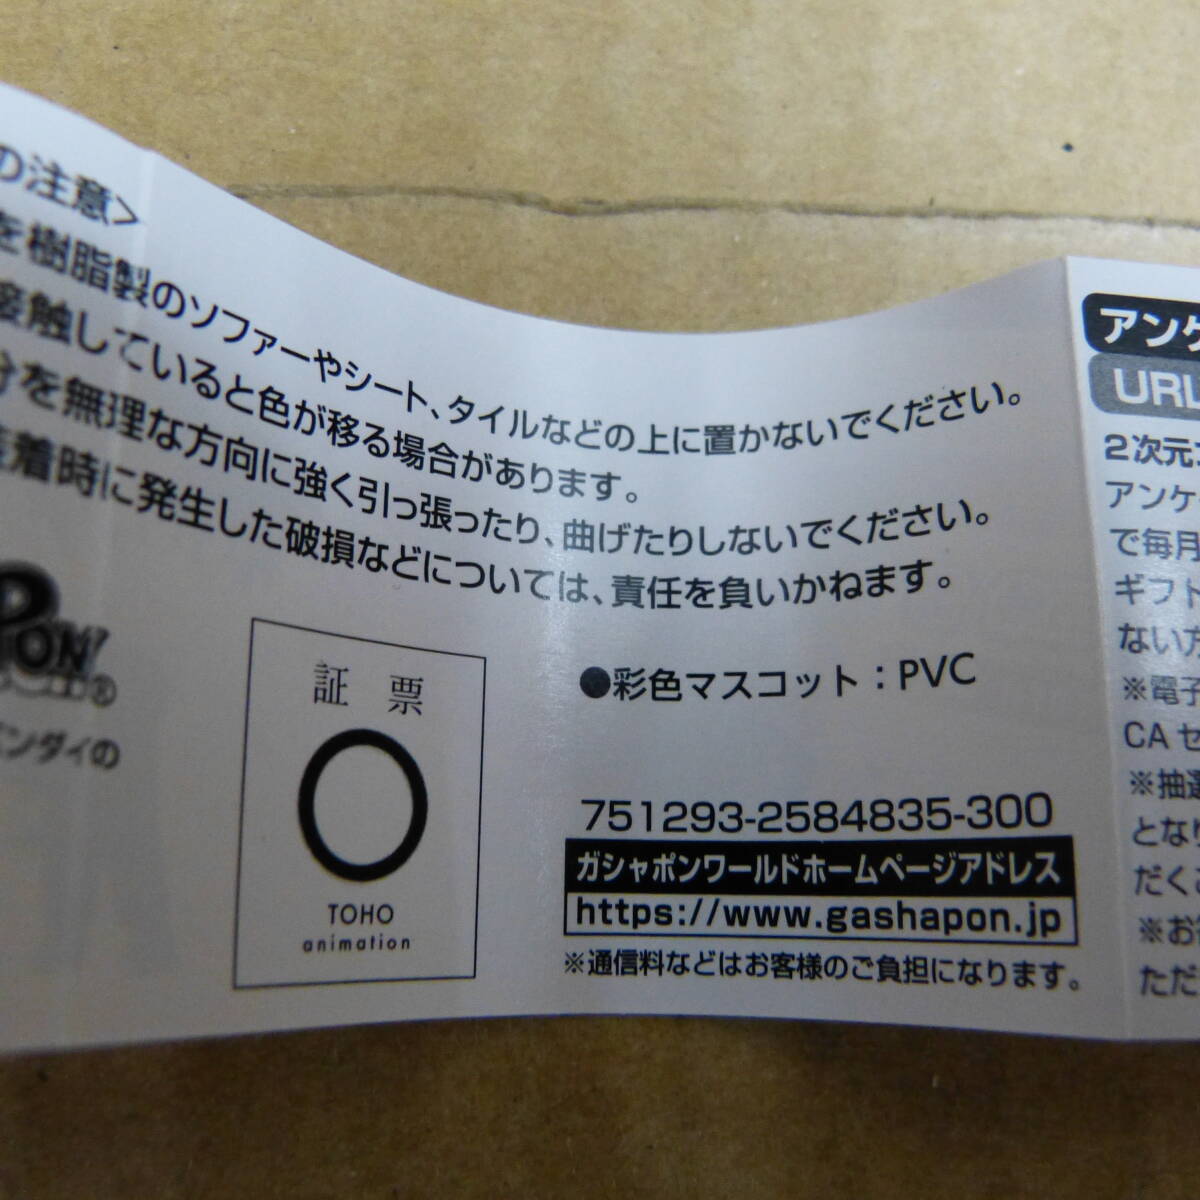 の注意>
を樹脂製のソファーやシート、タイルなどの上に置かないでください。
接触していると色が移る場合があります。
分を無理な方向に強く引っ張ったり、曲げたりしないでください。
装着時に発生した破損などについては、責任を負いかねます。
PON!
®
バンダイの
証票
TOHO
animation
●彩色マスコット：PVC
751293-2584835-300
ガシャポンワールドホームページアドレス
https://www.gashapon.jp
※通信料などはお客様のご負担になります。
アンケ
URL
2次元コ
アンケ
で毎月
ギフト
ない方
※電子
CA セ
※抽選
となり
だくこ
※お
ただ